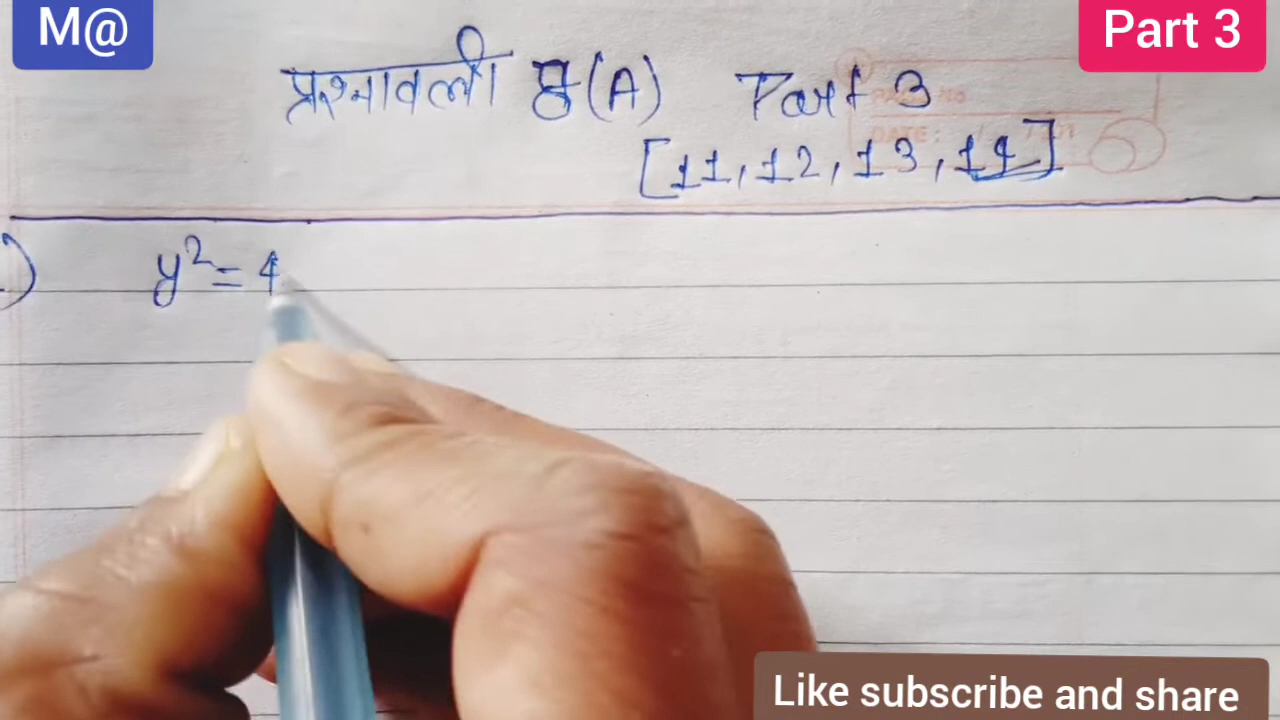 M@
Part 3
प्रश्नावली 8(A) Part 3
[11, 12, 13, 14]
) y² = 4
Like subscribe and share